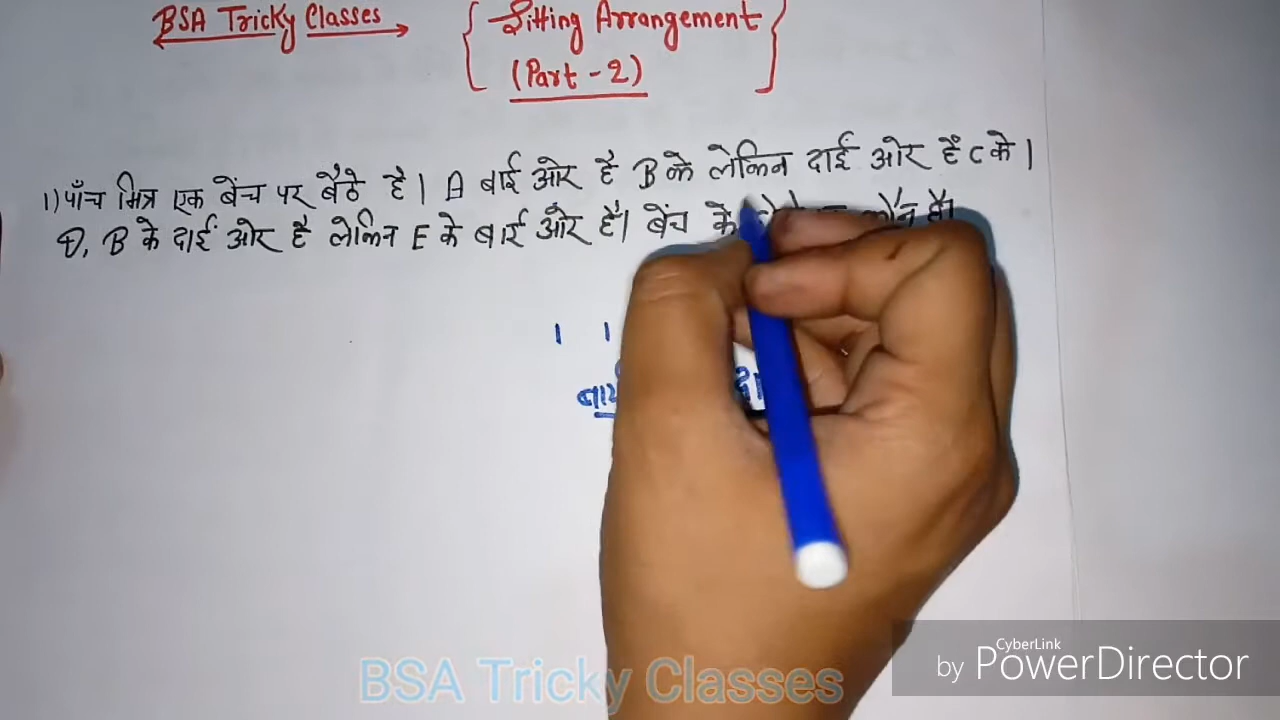 BSA Tricky Classes
Sitting Arrangement
(Part - 2)
1) पाँच मित्र एक बेंच पर बैठे है। A बाई ओर है B के लेकिन दाई ओर है C के।
D, B के दाई ओर है लेकिन E के बाई ओर है। बेंच के
BSA Tricky Classes
CyberLink
by PowerDirector